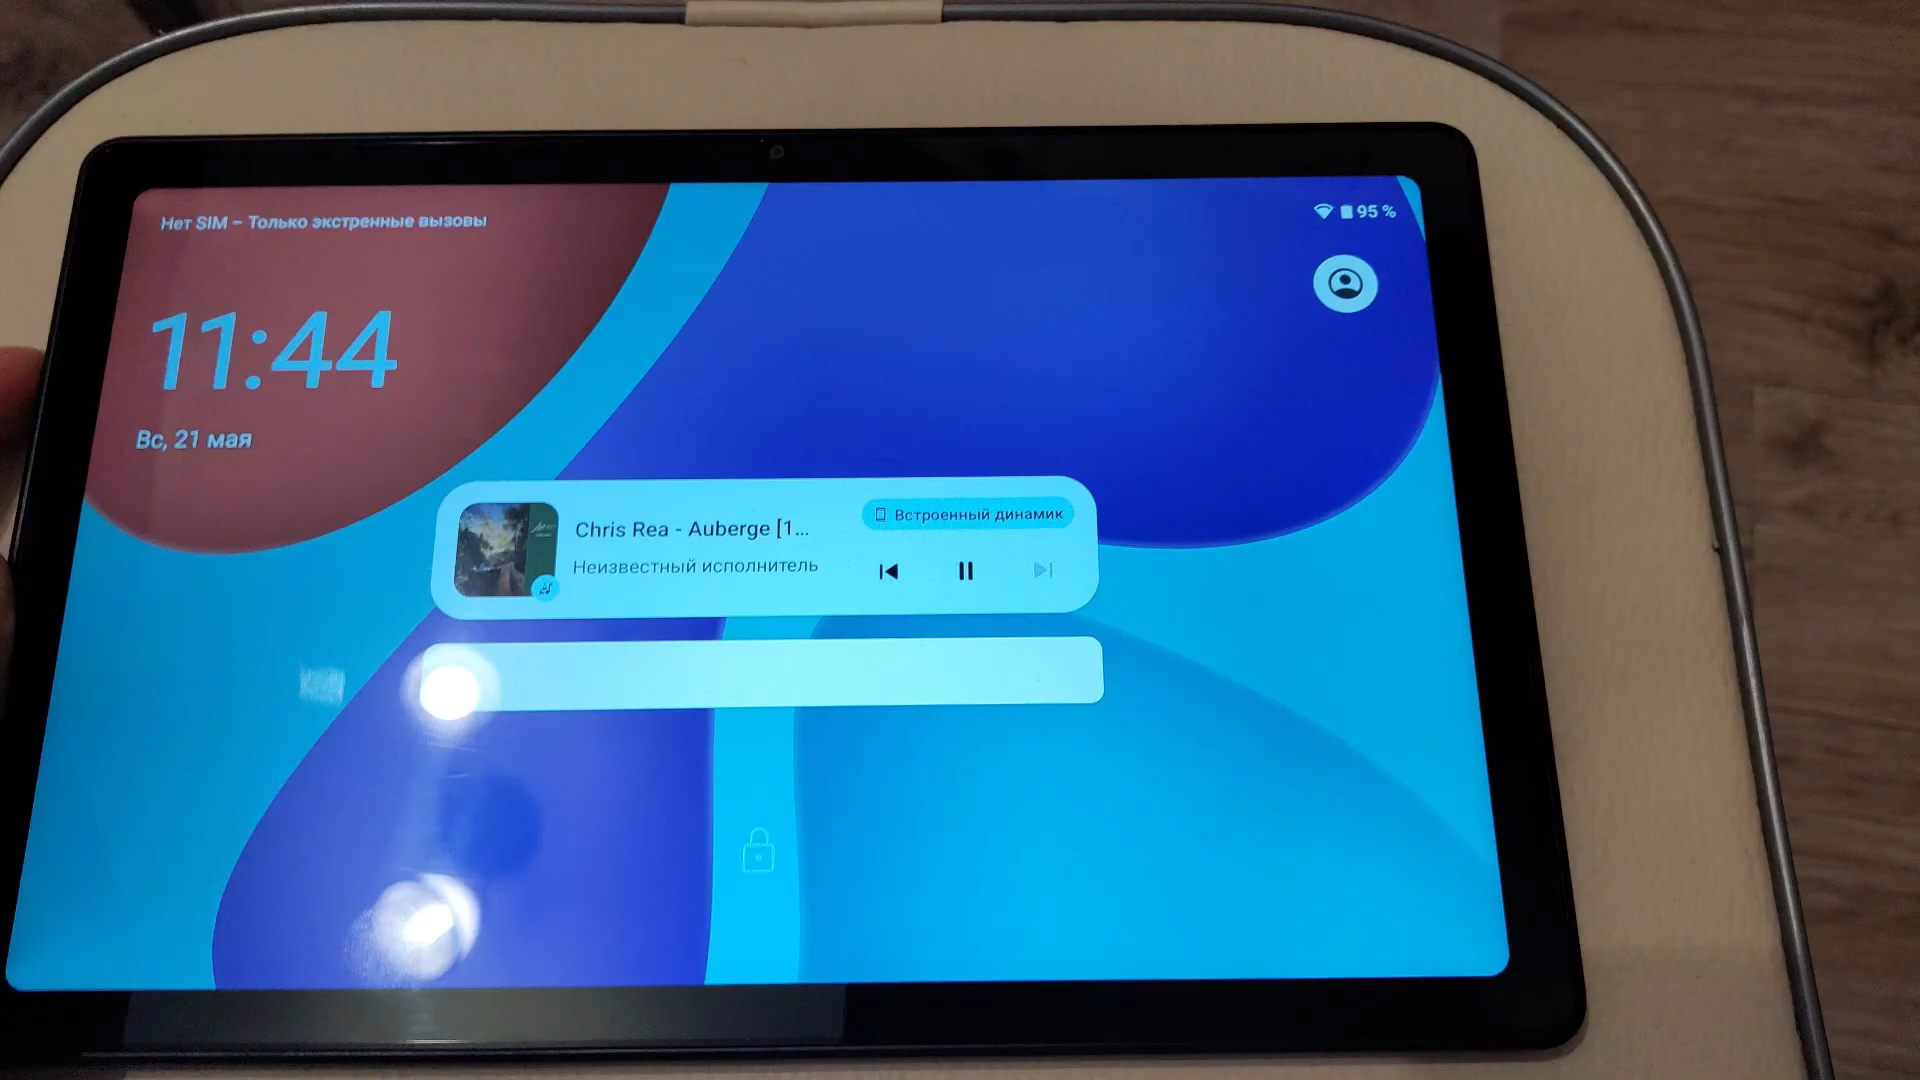 Нет SIM – Только экстренные вызовы
95 %
11:44
Вс, 21 мая
Chris Rea - Auberge [1...
Встроенный динамик
Неизвестный исполнитель